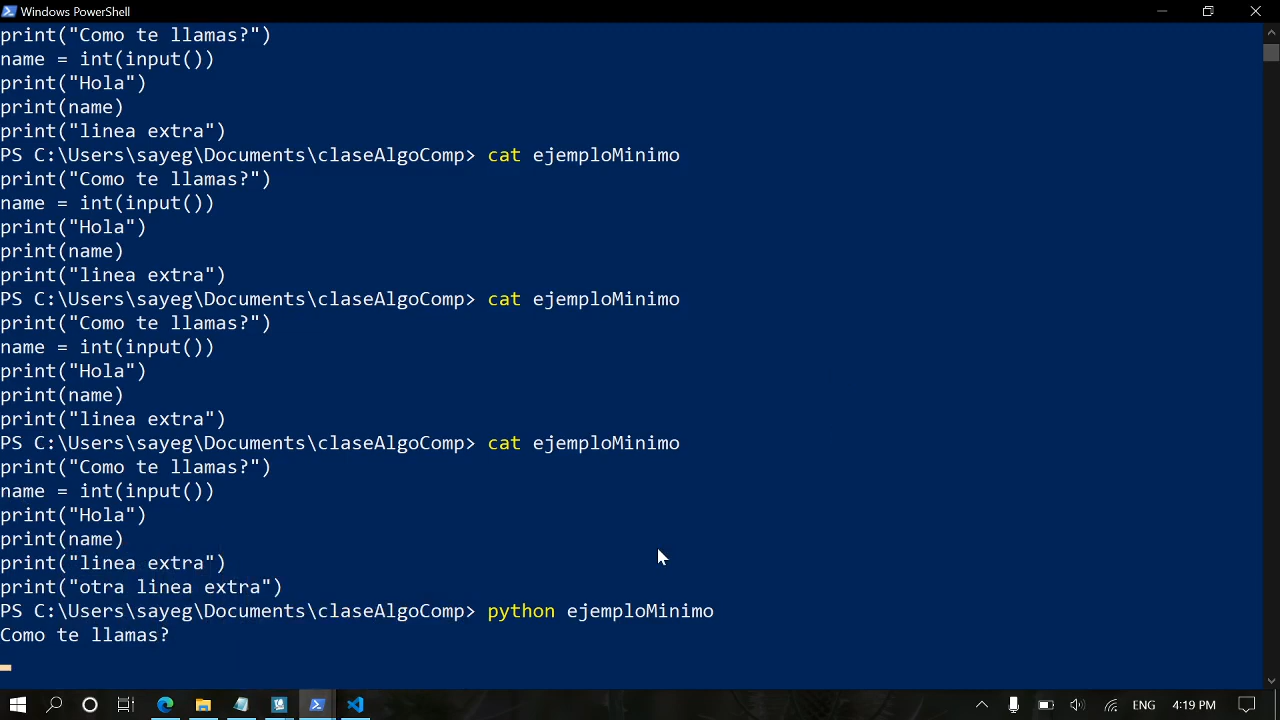 Windows PowerShell
print("Como te llamas?")
name = int(input())
print("Hola")
print(name)
print("linea extra")
PS C:\Users\sayeg\Documents\claseAlgoComp> cat ejemploMinimo
print("Como te llamas?")
name = int(input())
print("Hola")
print(name)
print("linea extra")
PS C:\Users\sayeg\Documents\claseAlgoComp> cat ejemploMinimo
print("Como te llamas?")
name = int(input())
print("Hola")
print(name)
print("linea extra")
PS C:\Users\sayeg\Documents\claseAlgoComp> cat ejemploMinimo
print("Como te llamas?")
name = int(input())
print("Hola")
print(name)
print("linea extra")
print("otra linea extra")
PS C:\Users\sayeg\Documents\claseAlgoComp> python ejemploMinimo
Como te llamas?
ENG 4:19 PM